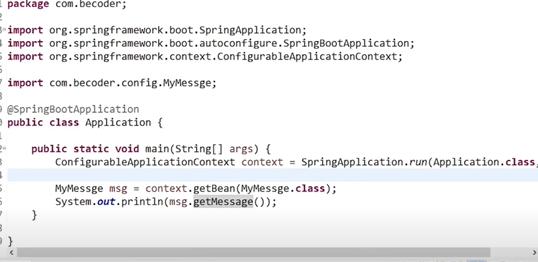 package com.becoder;
import org.springframework.boot.SpringApplication;
import org.springframework.boot.autoconfigure.SpringBootApplication;
import org.springframework.context.ConfigurableApplicationContext;
import com.becoder.config.MyMessge;
@SpringBootApplication
public class Application {
public static void main(String[] args) {
ConfigurableApplicationContext context = SpringApplication.run(Application.class,
MyMessge msg = context.getBean(MyMessge.class);
System.out.println(msg.getMessage());
}
}